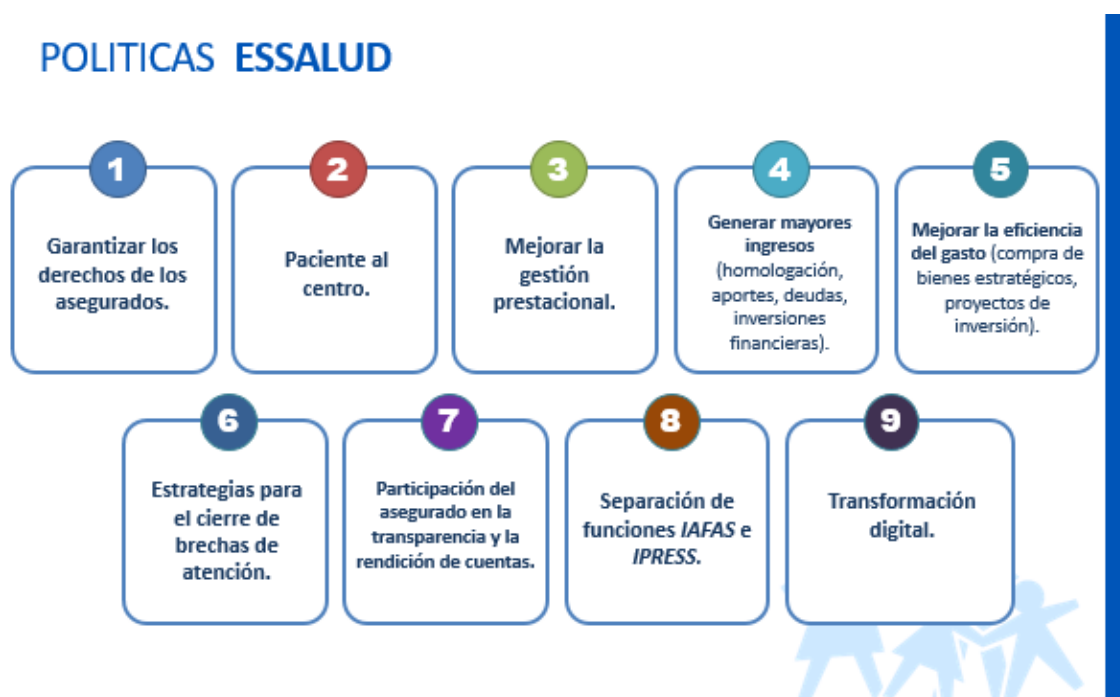 POLITICAS ESSALUD
1
Garantizar los
derechos de los
asegurados.
2
Paciente al
centro.
3
Mejorar la
gestión
prestacional.
4
Generar mayores
ingresos
(homologación,
aportes, deudas,
inversiones
financieras).
5
Mejorar la eficiencia
del gasto (compra de
bienes estratégicos,
proyectos de
inversión).
6
Estrategias para
el cierre de
brechas de
atención.
7
Participación del
asegurado en la
transparencia y la
rendición de cuentas.
8
Separación de
funciones IAFAS e
IPRESS.
9
Transformación
digital.